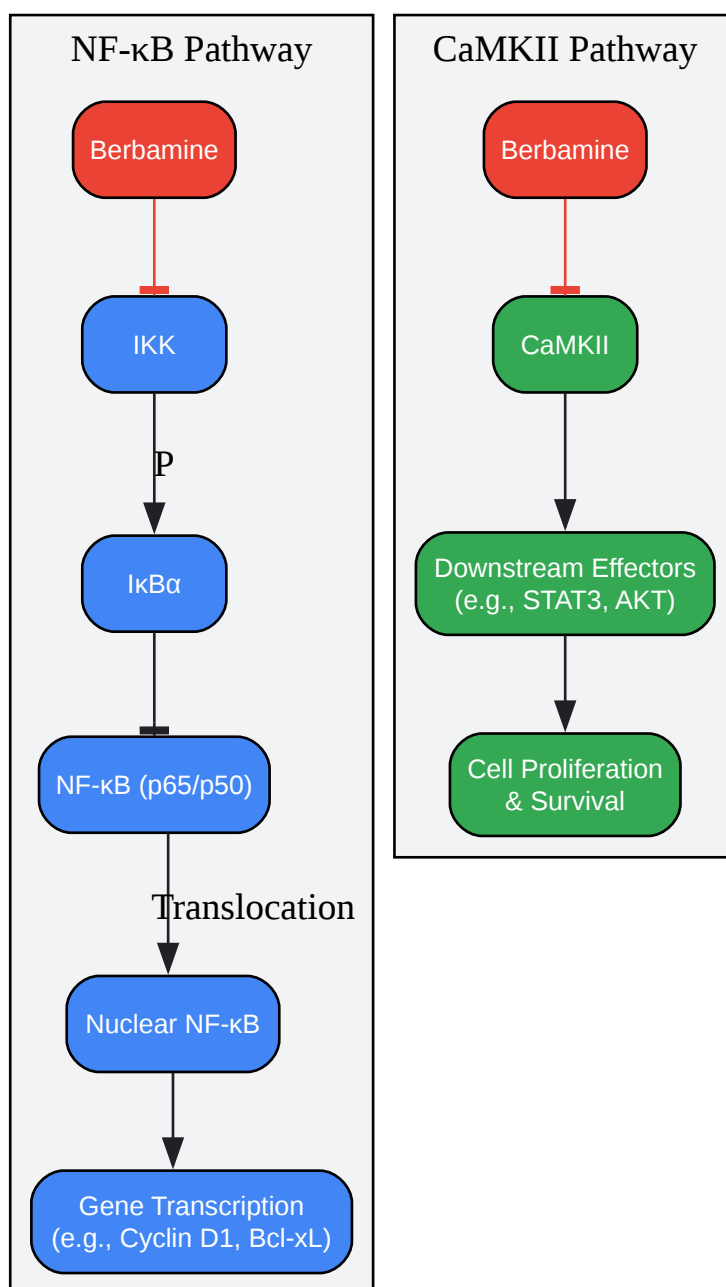 NF-κB Pathway
Berbamine
IKK
P
IκBα
NF-κB (p65/p50)
Translocation
Nuclear NF-κB
Gene Transcription
(e.g., Cyclin D1, Bcl-xL)
CaMKII Pathway
Berbamine
CaMKII
Downstream Effectors
(e.g., STAT3, AKT)
Cell Proliferation
& Survival